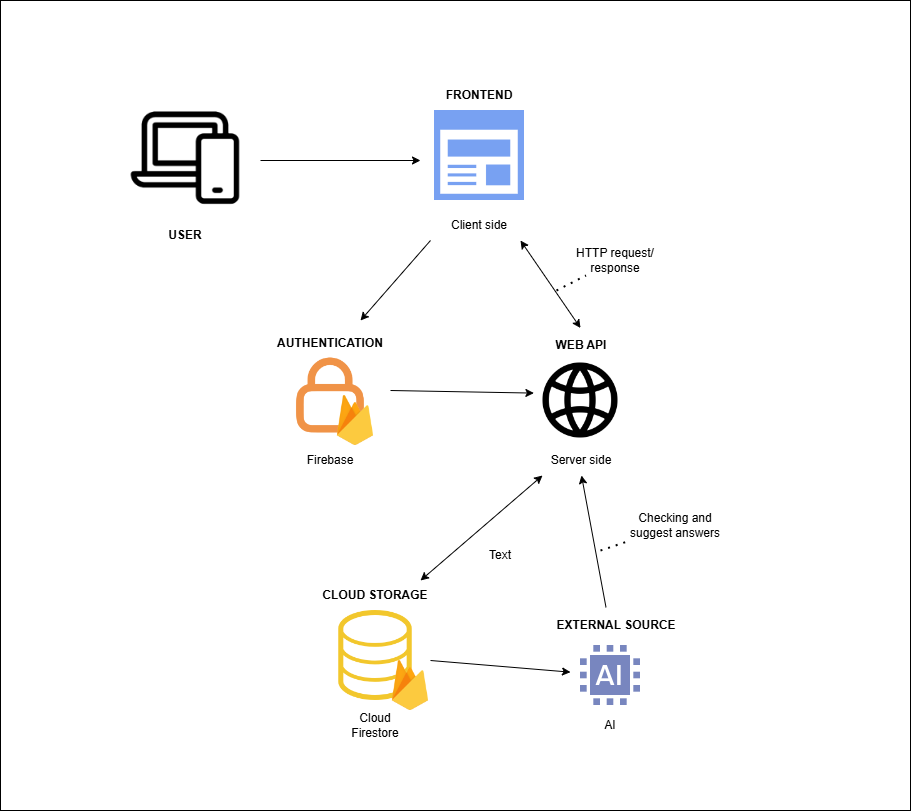 FRONTEND
USER
Client side
HTTP request/
response
AUTHENTICATION
WEB API
Firebase
Server side
Checking and
suggest answers
Text
CLOUD STORAGE
EXTERNAL SOURCE
AI
Cloud
Firestore
AI